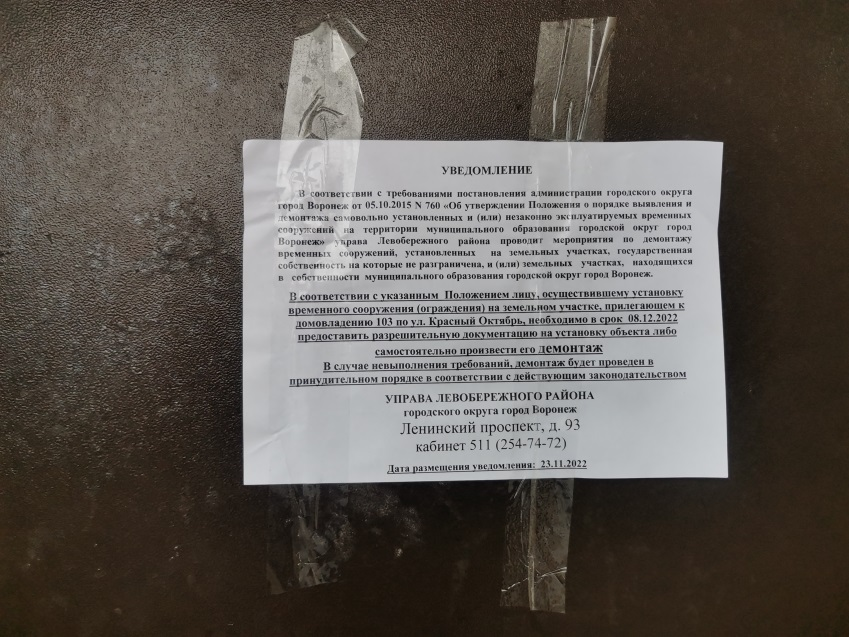 УВЕДОМЛЕНИЕ
В соответствии с требованиями постановления администрации городского округа
город Воронеж от 05.10.2015 N 760 «Об утверждении Положения о порядке выявления и
демонтажа самовольно установленных и (или) незаконно эксплуатируемых временных
сооружений на территории муниципального образования городской округ город
Воронеж» управа Левобережного района проводит мероприятия по демонтажу
временных сооружений, установленных на земельных участках, государственная
собственность на которые не разграничена, и (или) земельных участках, находящихся
в собственности муниципального образования городской округ город Воронеж.
В соответствии с указанным Положением лицу, осуществившему установку
временного сооружения (ограждения) на земельном участке, прилегающем к
домовладению 103 по ул. Красный Октябрь, необходимо в срок 08.12.2022
предоставить разрешительную документацию на установку объекта либо
самостоятельно произвести его демонтаж
В случае невыполнения требований, демонтаж будет проведен в
принудительном порядке в соответствии с действующим законодательством
УПРАВА ЛЕВОБЕРЕЖНОГО РАЙОНА
городского округа город Воронеж
Ленинский проспект, д. 93
кабинет 511 (254-74-72)
Дата размещения уведомления: 23.11.2022